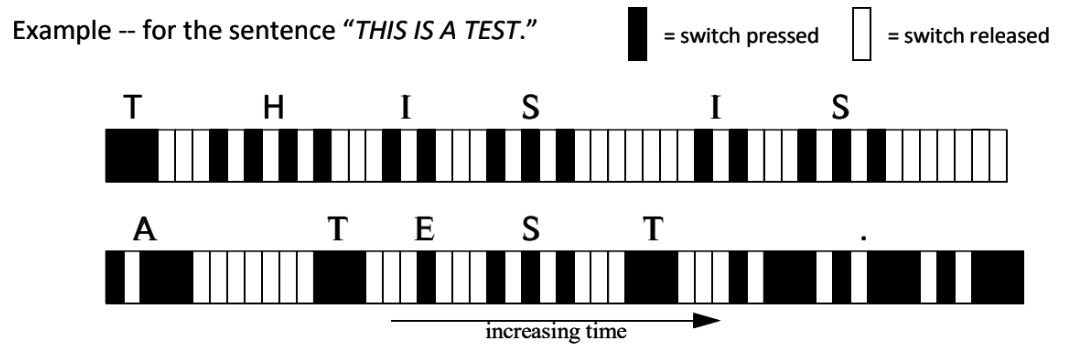 Example -- for the sentence “THIS IS A TEST.” = switch pressed = switch released
T H I S I S
A T E S T .
increasing time